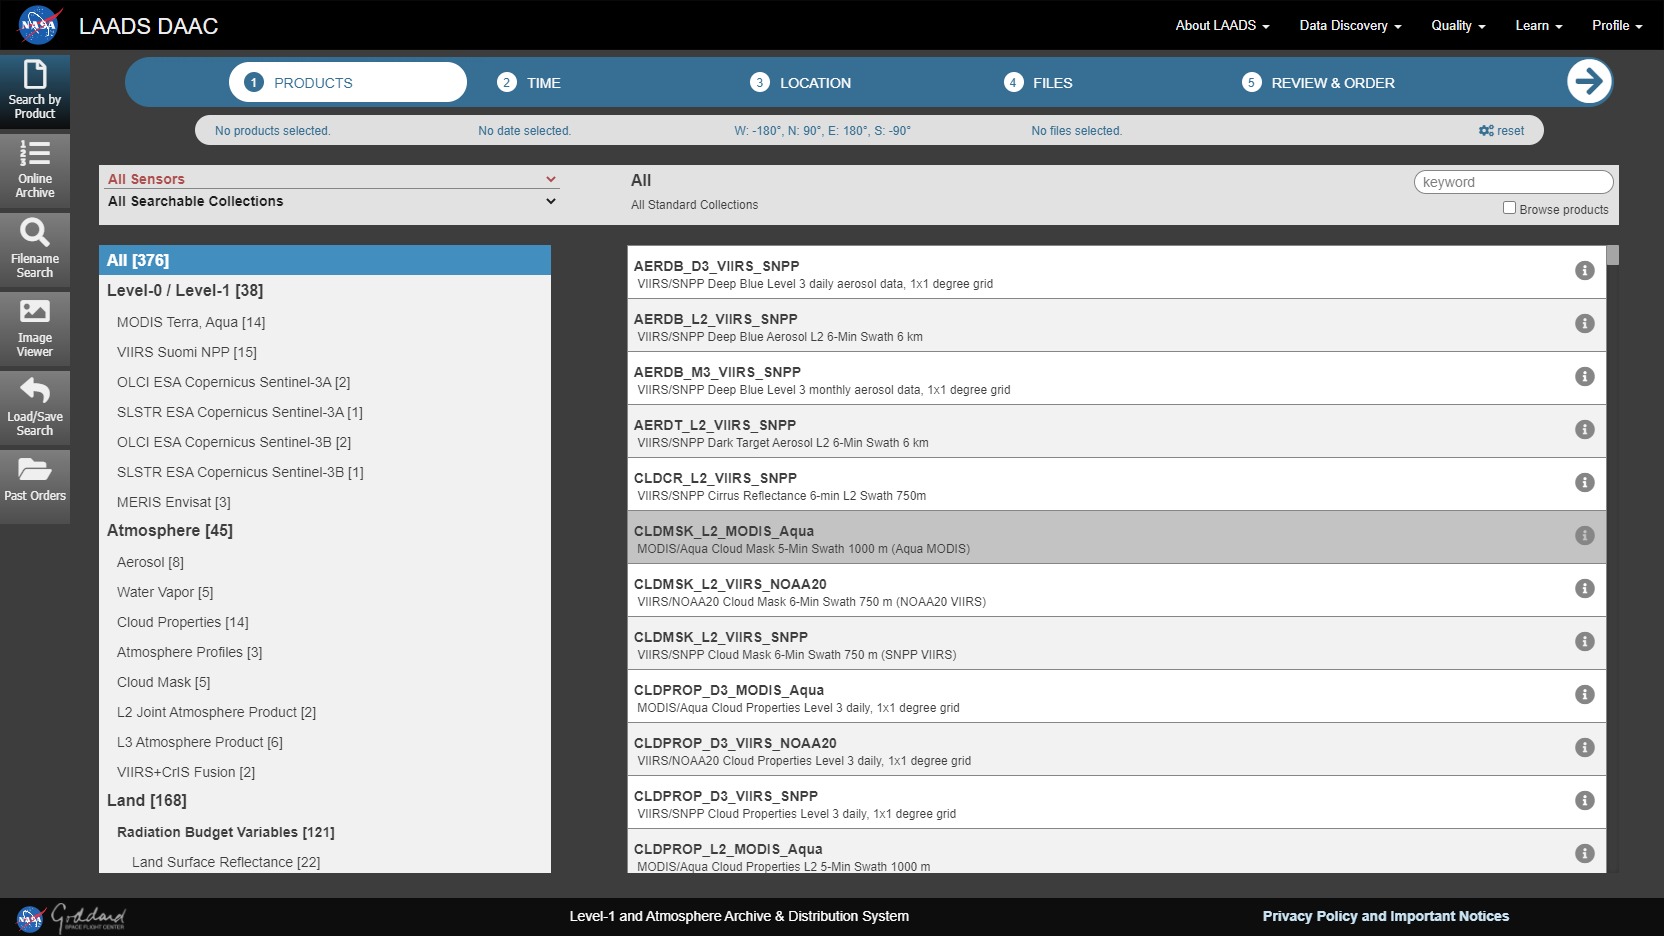 NASA
LAADS DAAC
About LAADS
Data Discovery
Quality
Learn
Profile
Search by
Product
Online
Archive
Filename
Search
Image
Viewer
Load/Save
Search
Past Orders
1 PRODUCTS
2 TIME
3 LOCATION
4 FILES
5 REVIEW & ORDER
No products selected.
No date selected.
W: -180°, N: 90°, E: 180°, S: -90°
No files selected.
reset
All Sensors
All Searchable Collections
All
All Standard Collections
keyword
Browse products
All [376]
Level-0 / Level-1 [38]
MODIS Terra, Aqua [14]
VIIRS Suomi NPP [15]
OLCI ESA Copernicus Sentinel-3A [2]
SLSTR ESA Copernicus Sentinel-3A [1]
OLCI ESA Copernicus Sentinel-3B [2]
SLSTR ESA Copernicus Sentinel-3B [1]
MERIS Envisat [3]
Atmosphere [45]
Aerosol [8]
Water Vapor [5]
Cloud Properties [14]
Atmosphere Profiles [3]
Cloud Mask [5]
L2 Joint Atmosphere Product [2]
L3 Atmosphere Product [6]
VIIRS+CrIS Fusion [2]
Land [168]
Radiation Budget Variables [121]
Land Surface Reflectance [22]
AERDB_D3_VIIRS_SNPP
VIIRS/SNPP Deep Blue Level 3 daily aerosol data, 1x1 degree grid
AERDB_L2_VIIRS_SNPP
VIIRS/SNPP Deep Blue Aerosol L2 6-Min Swath 6 km
AERDB_M3_VIIRS_SNPP
VIIRS/SNPP Deep Blue Level 3 monthly aerosol data, 1x1 degree grid
AERDT_L2_VIIRS_SNPP
VIIRS/SNPP Dark Target Aerosol L2 6-Min Swath 6 km
CLDCR_L2_VIIRS_SNPP
VIIRS/SNPP Cirrus Reflectance 6-min L2 Swath 750m
CLDMSK_L2_MODIS_Aqua
MODIS/Aqua Cloud Mask 5-Min Swath 1000 m (Aqua MODIS)
CLDMSK_L2_VIIRS_NOAA20
VIIRS/NOAA20 Cloud Mask 6-Min Swath 750 m (NOAA20 VIIRS)
CLDMSK_L2_VIIRS_SNPP
VIIRS/SNPP Cloud Mask 6-Min Swath 750 m (SNPP VIIRS)
CLDPROP_D3_MODIS_Aqua
MODIS/Aqua Cloud Properties Level 3 daily, 1x1 degree grid
CLDPROP_D3_VIIRS_NOAA20
VIIRS/NOAA20 Cloud Properties Level 3 daily, 1x1 degree grid
CLDPROP_D3_VIIRS_SNPP
VIIRS/SNPP Cloud Properties Level 3 daily, 1x1 degree grid
CLDPROP_L2_MODIS_Aqua
MODIS/Aqua Cloud Properties L2 5-Min Swath 1000 m
NASA
Goddard
SPACE FLIGHT CENTER
Level-1 and Atmosphere Archive & Distribution System
Privacy Policy and Important Notices